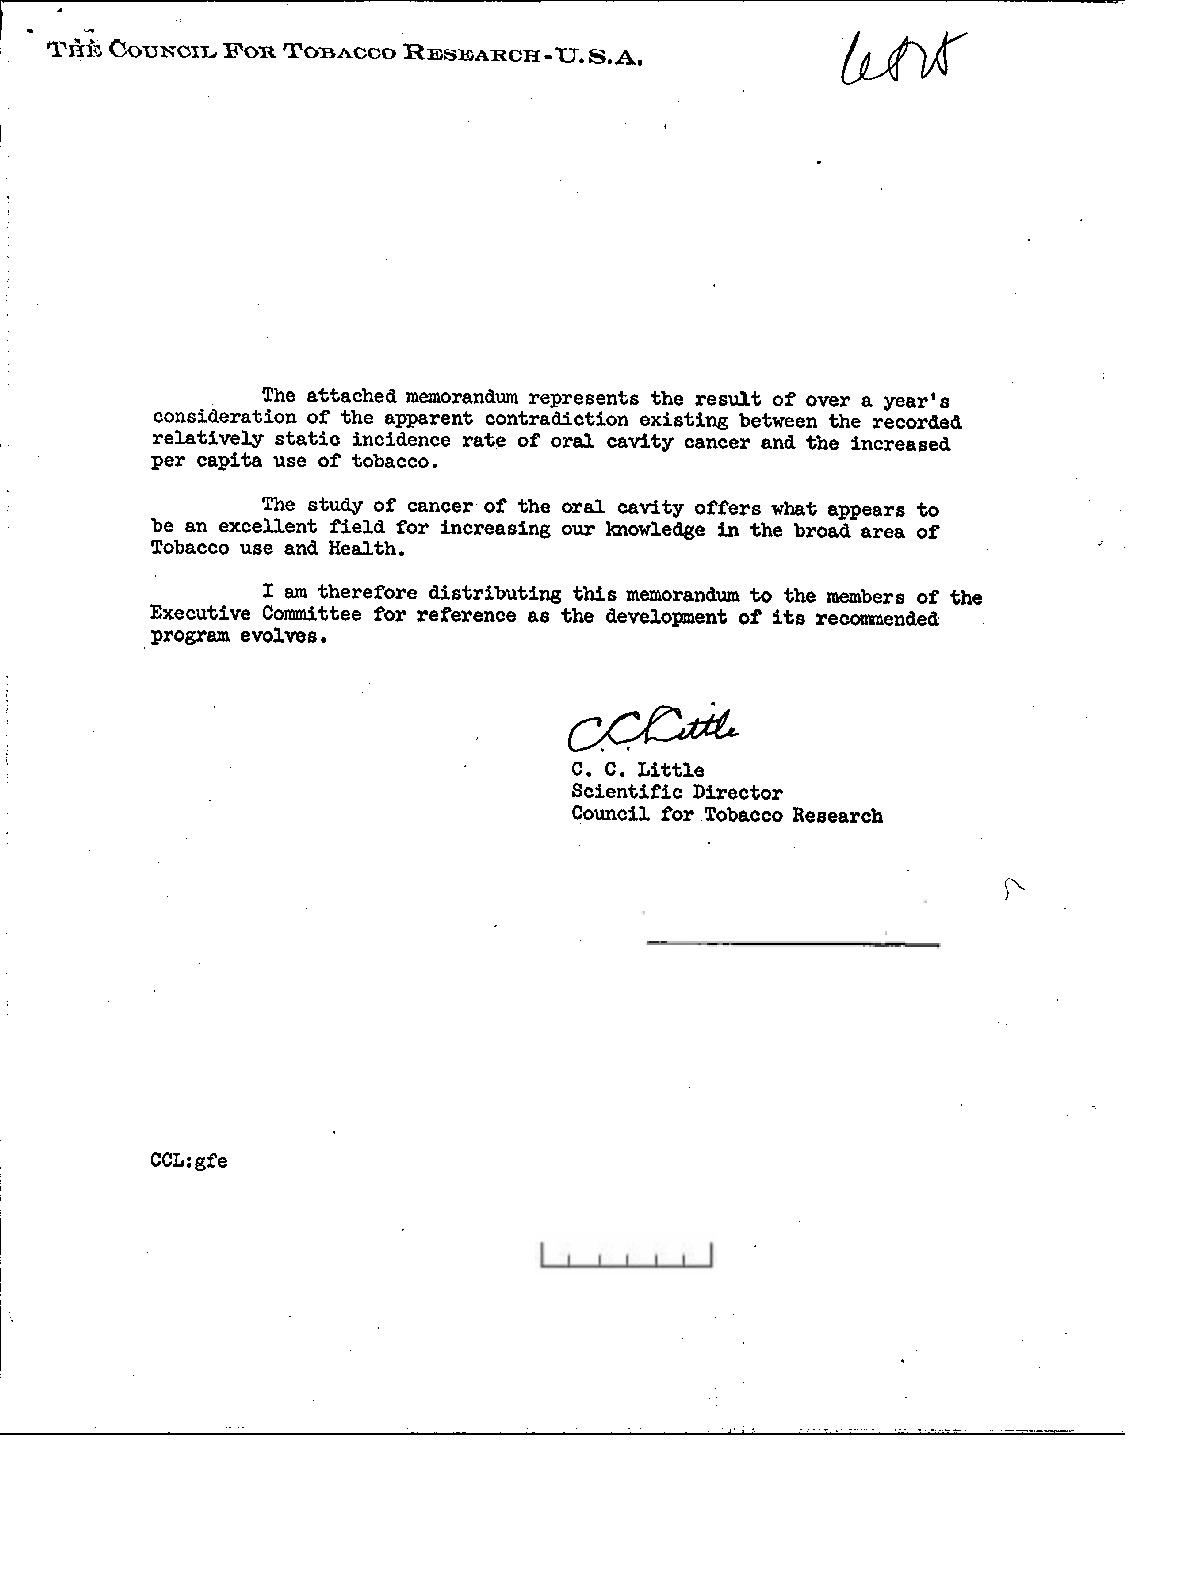 THE COUNCIL FOR TOBACCO RESEARCH-U.S.A.
The attached memorandum represents the result of over a year's
consideration of the apparent contradiction existing between the recorded
relatively static incidence rate of oral cavity cancer and the increased
per capita use of tobacco.
The study of cancer of the oral cavity offers what appears to
be an excellent field for increasing our knowledge in the broad area of
Tobacco use and Health.
I am therefore distributing this memorandum to the members of the
Executive Committee for reference as the development of its recommended
program evolves.
C.C. Little
C. C. Little
Scientific Director
Council for Tobacco Research
CCL:gfe